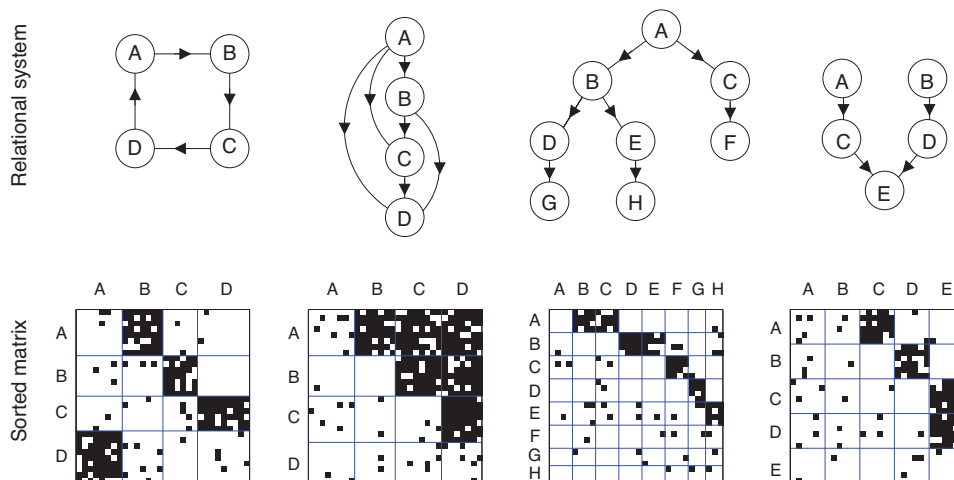 Relational system
A B
D C
A
B
C
D
A
B C
D E F
G H
A B
C D
E
Sorted matrix
A B C D
A
B
C
D
A B C D
A
B
C
D
A B C D E F G H
A
B
C
D
E
F
G
H
A B C D E
A
B
C
D
E